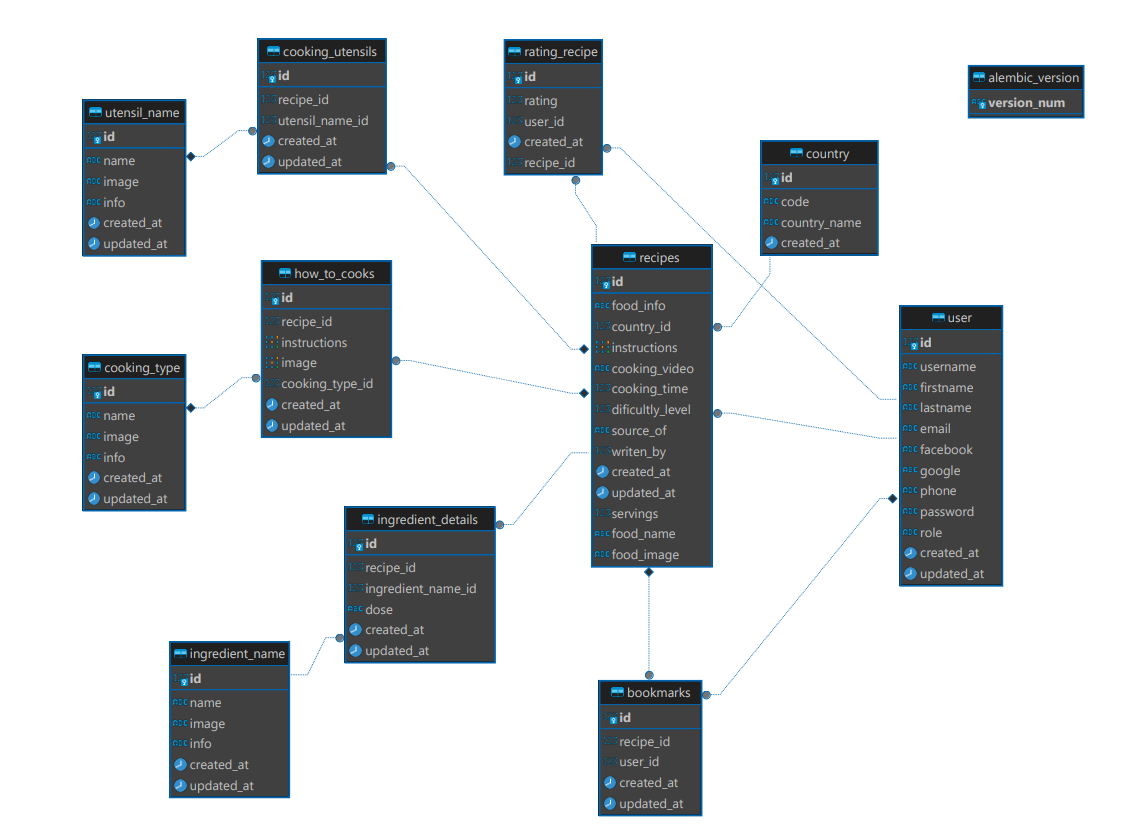 cooking_utensils
id
recipe_id
utensil_name_id
created_at
updated_at
rating_recipe
id
rating
user_id
created_at
recipe_id
alembic_version
version_num
utensil_name
id
name
image
info
created_at
updated_at
country
id
code
country_name
created_at
recipes
id
food_info
country_id
instructions
cooking_video
cooking_time
dificultly_level
source_of
writen_by
created_at
updated_at
servings
food_name
food_image
how_to_cooks
id
recipe_id
instructions
image
cooking_type_id
created_at
updated_at
user
id
username
firstname
lastname
email
facebook
google
phone
password
role
created_at
updated_at
cooking_type
id
name
image
info
created_at
updated_at
ingredient_details
id
recipe_id
ingredient_name_id
dose
created_at
updated_at
ingredient_name
id
name
image
info
created_at
updated_at
bookmarks
id
recipe_id
user_id
created_at
updated_at